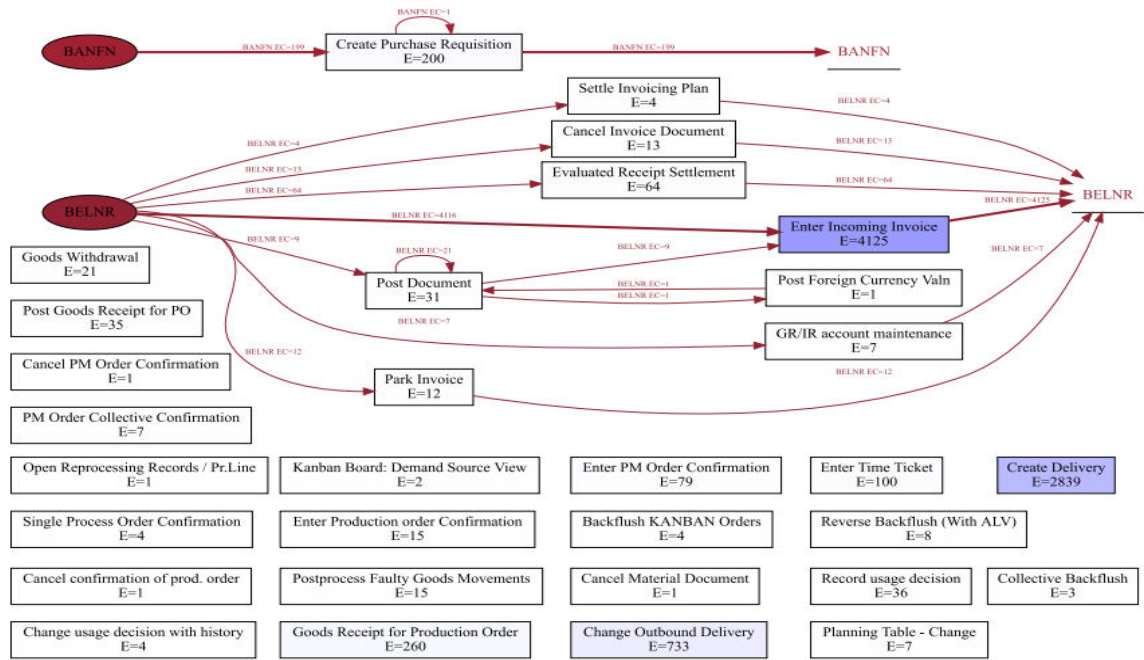 BANFN EC=1
BANFN
BANFN EC=199
Create Purchase Requisition
E=200
BANFN EC=199
BANFN
Settle Invoicing Plan
E=4
BELNR EC=4
BELNR EC=4
Cancel Invoice Document
E=13
BELNR EC=13
BELNR EC=13
Evaluated Receipt Settlement
E=64
BELNR EC=64
BELNR EC=64
BELNR
BELNR EC=4116
Enter Incoming Invoice
E=4125
BELNR EC=4125
BELNR
Goods Withdrawal
E=21
BELNR EC=9
BELNR EC=21
Post Document
E=31
BELNR EC=9
BELNR EC=1
BELNR EC=1
Post Foreign Currency Valn
E=1
BELNR EC=7
Post Goods Receipt for PO
E=35
BELNR EC=7
GR/IR account maintenance
E=7
Cancel PM Order Confirmation
E=1
BELNR EC=12
Park Invoice
E=12
BELNR EC=12
PM Order Collective Confirmation
E=7
Open Reprocessing Records / Pr.Line
E=1
Kanban Board: Demand Source View
E=2
Enter PM Order Confirmation
E=79
Enter Time Ticket
E=100
Create Delivery
E=2839
Single Process Order Confirmation
E=4
Enter Production order Confirmation
E=15
Backflush KANBAN Orders
E=4
Reverse Backflush (With ALV)
E=8
Cancel confirmation of prod. order
E=1
Postprocess Faulty Goods Movements
E=15
Cancel Material Document
E=1
Record usage decision
E=36
Collective Backflush
E=3
Change usage decision with history
E=4
Goods Receipt for Production Order
E=260
Change Outbound Delivery
E=733
Planning Table - Change
E=7